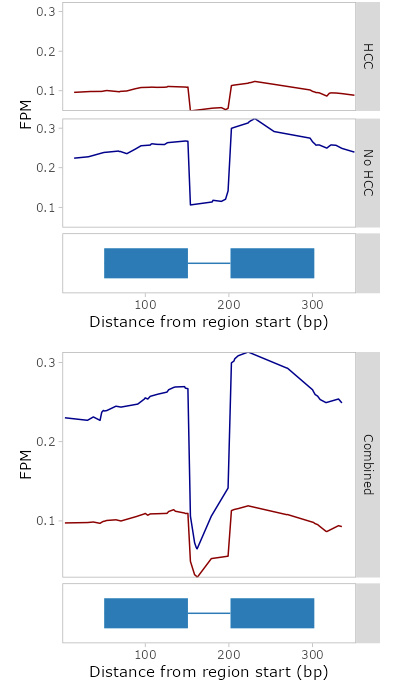 0.3
0.2
0.1
HCC
FPM
0.3
0.2
0.1
No HCC
100 200 300
Distance from region start (bp)
0.3
0.2
0.1
FPM
Combined
100 200 300
Distance from region start (bp)